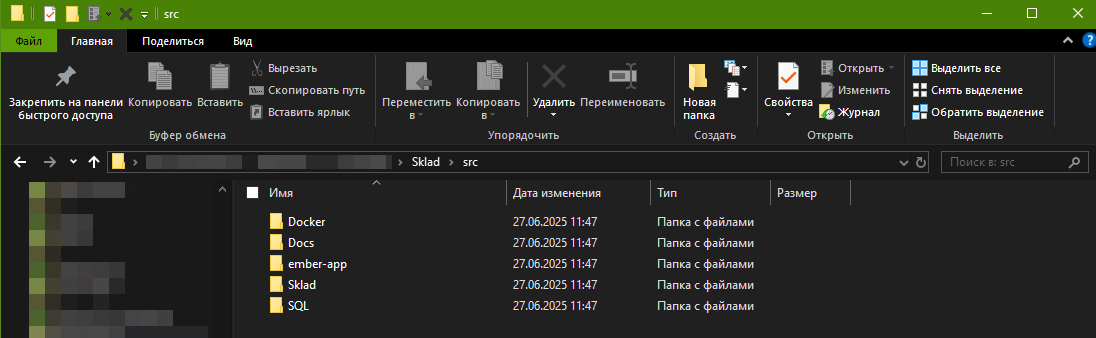 src
Файл Главная Поделиться Вид
Закрепить на панели быстрого доступа
Копировать
Вставить
Вырезать
Скопировать путь
Вставить ярлык
Переместить в
Копировать в
Удалить
Переименовать
Новая папка
Свойства
Открыть
Изменить
Журнал
Выделить все
Снять выделение
Обратить выделение
Буфер обмена Упорядочить Создать Открыть Выделить
Sklad src Поиск в: src
Имя Дата изменения Тип Размер
Docker 27.06.2025 11:47 Папка с файлами
Docs 27.06.2025 11:47 Папка с файлами
ember-app 27.06.2025 11:47 Папка с файлами
Sklad 27.06.2025 11:47 Папка с файлами
SQL 27.06.2025 11:47 Папка с файлами